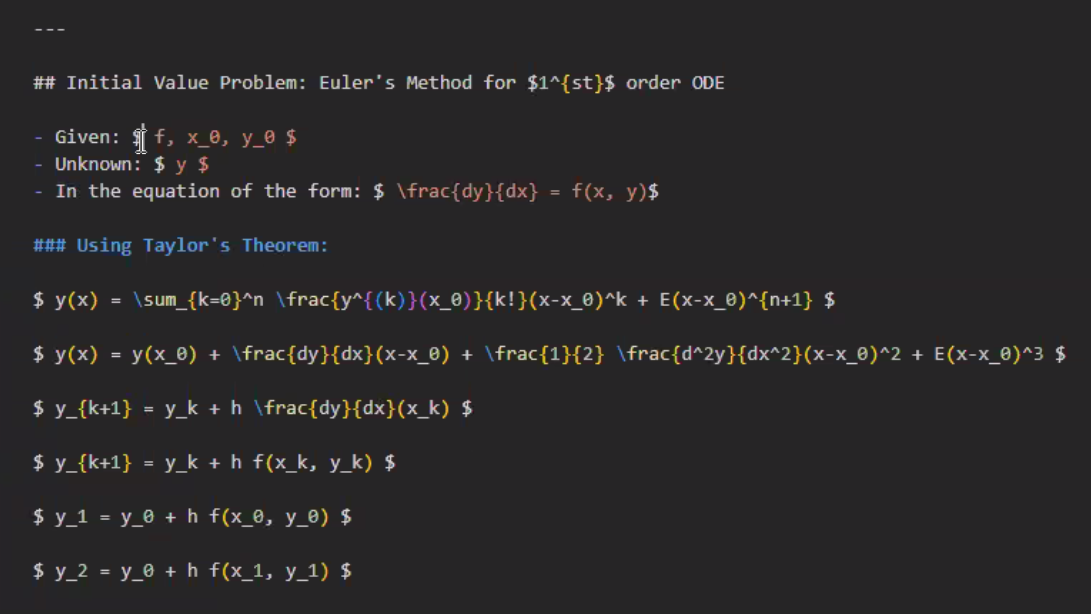 ---
## Initial Value Problem: Euler's Method for $1^{st}$ order ODE
- Given: $ f, x_0, y_0 $
- Unknown: $ y $
- In the equation of the form: $ \frac{dy}{dx} = f(x, y)$
### Using Taylor's Theorem:
$ y(x) = \sum_{k=0}^n \frac{y^{(k)}(x_0)}{k!}(x-x_0)^k + E(x-x_0)^{n+1} $
$ y(x) = y(x_0) + \frac{dy}{dx}(x-x_0) + \frac{1}{2} \frac{d^2y}{dx^2}(x-x_0)^2 + E(x-x_0)^3 $
$ y_{k+1} = y_k + h \frac{dy}{dx}(x_k) $
$ y_{k+1} = y_k + h f(x_k, y_k) $
$ y_1 = y_0 + h f(x_0, y_0) $
$ y_2 = y_0 + h f(x_1, y_1) $